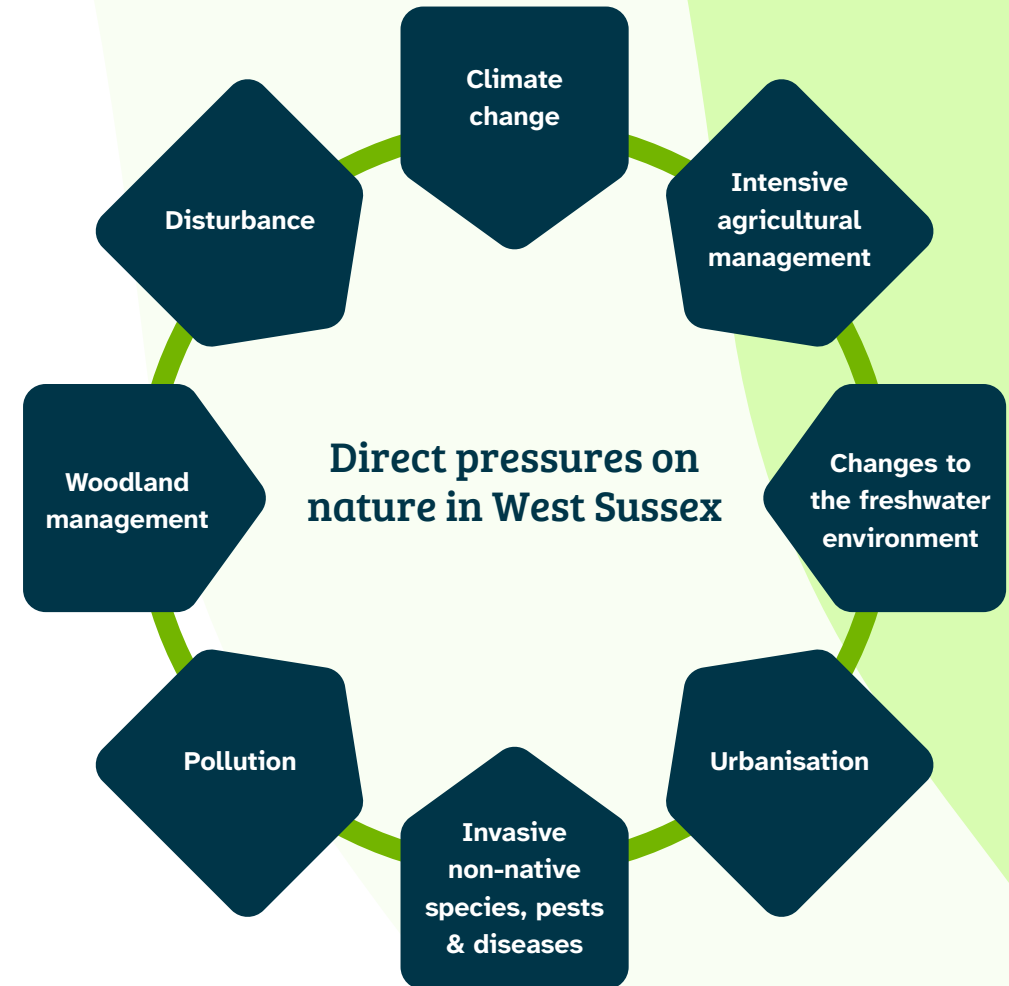 Climate
change
Intensive
agricultural
management
Changes to
the freshwater
environment
Urbanisation
Invasive
non-native
species, pests
& diseases
Pollution
Woodland
management
Disturbance
Direct pressures on
nature in West Sussex